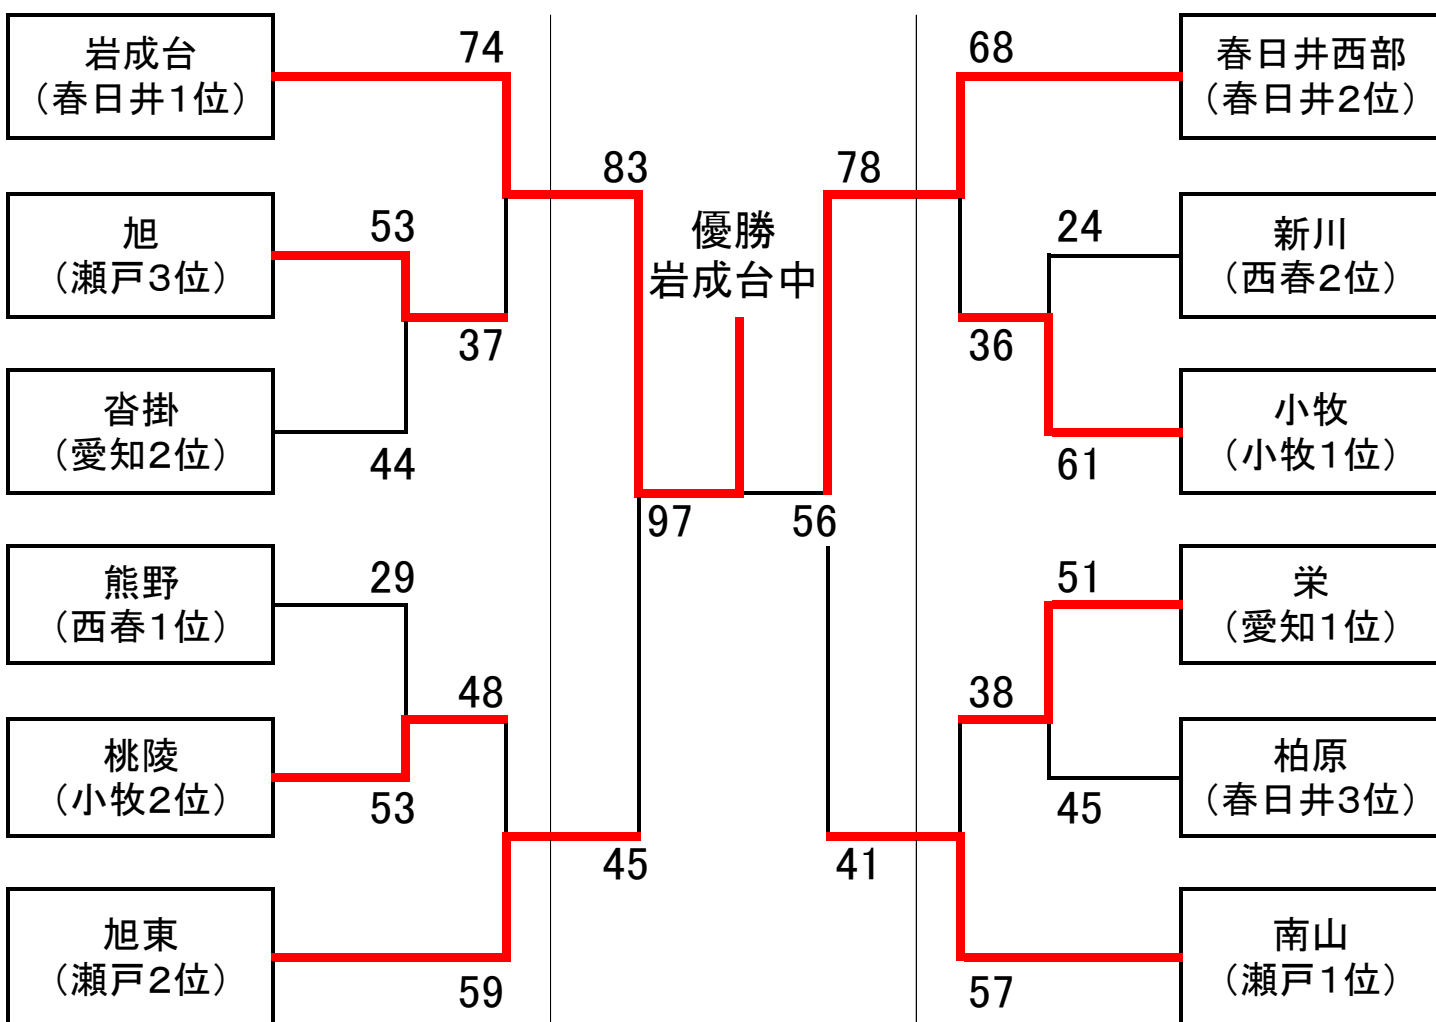 岩成台
（春日井１位）
74
68
春日井西部
（春日井２位）
83
78
旭
（瀬戸３位）
53
優勝
岩成台中
24
新川
（西春２位）
37
36
沓掛
（愛知２位）
44
小牧
（小牧１位）
61
97
56
熊野
（西春１位）
29
51
栄
（愛知１位）
48
38
桃陵
（小牧２位）
53
柏原
（春日井３位）
45
45
41
旭東
（瀬戸２位）
59
57
南山
（瀬戸１位）